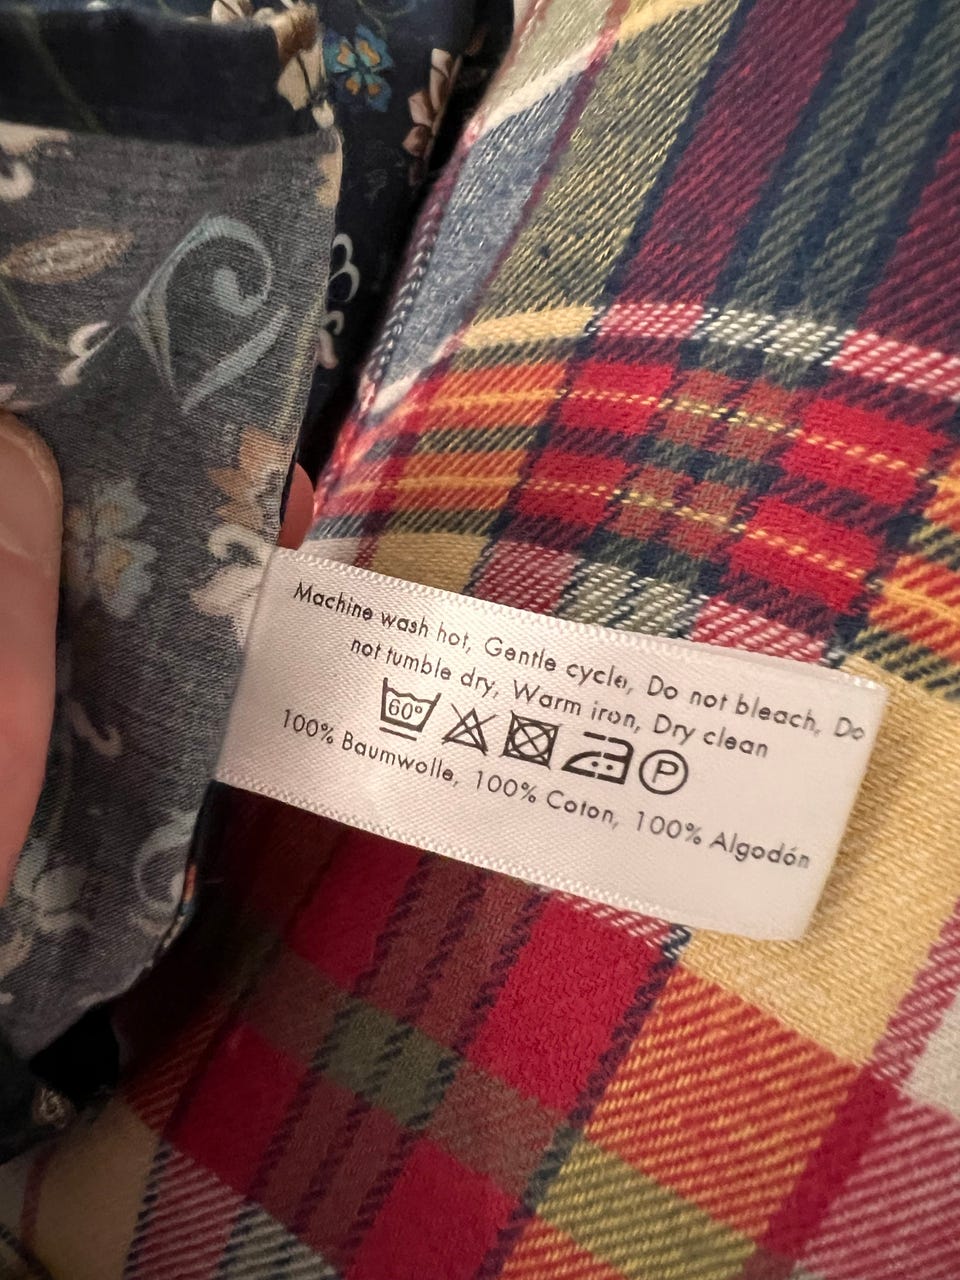 Machine wash hot, Gentle cycle, Do not bleach, Do
not tumble dry, Warm iron, Dry clean
60° P
100% Baumwolle, 100% Coton, 100% Algodón